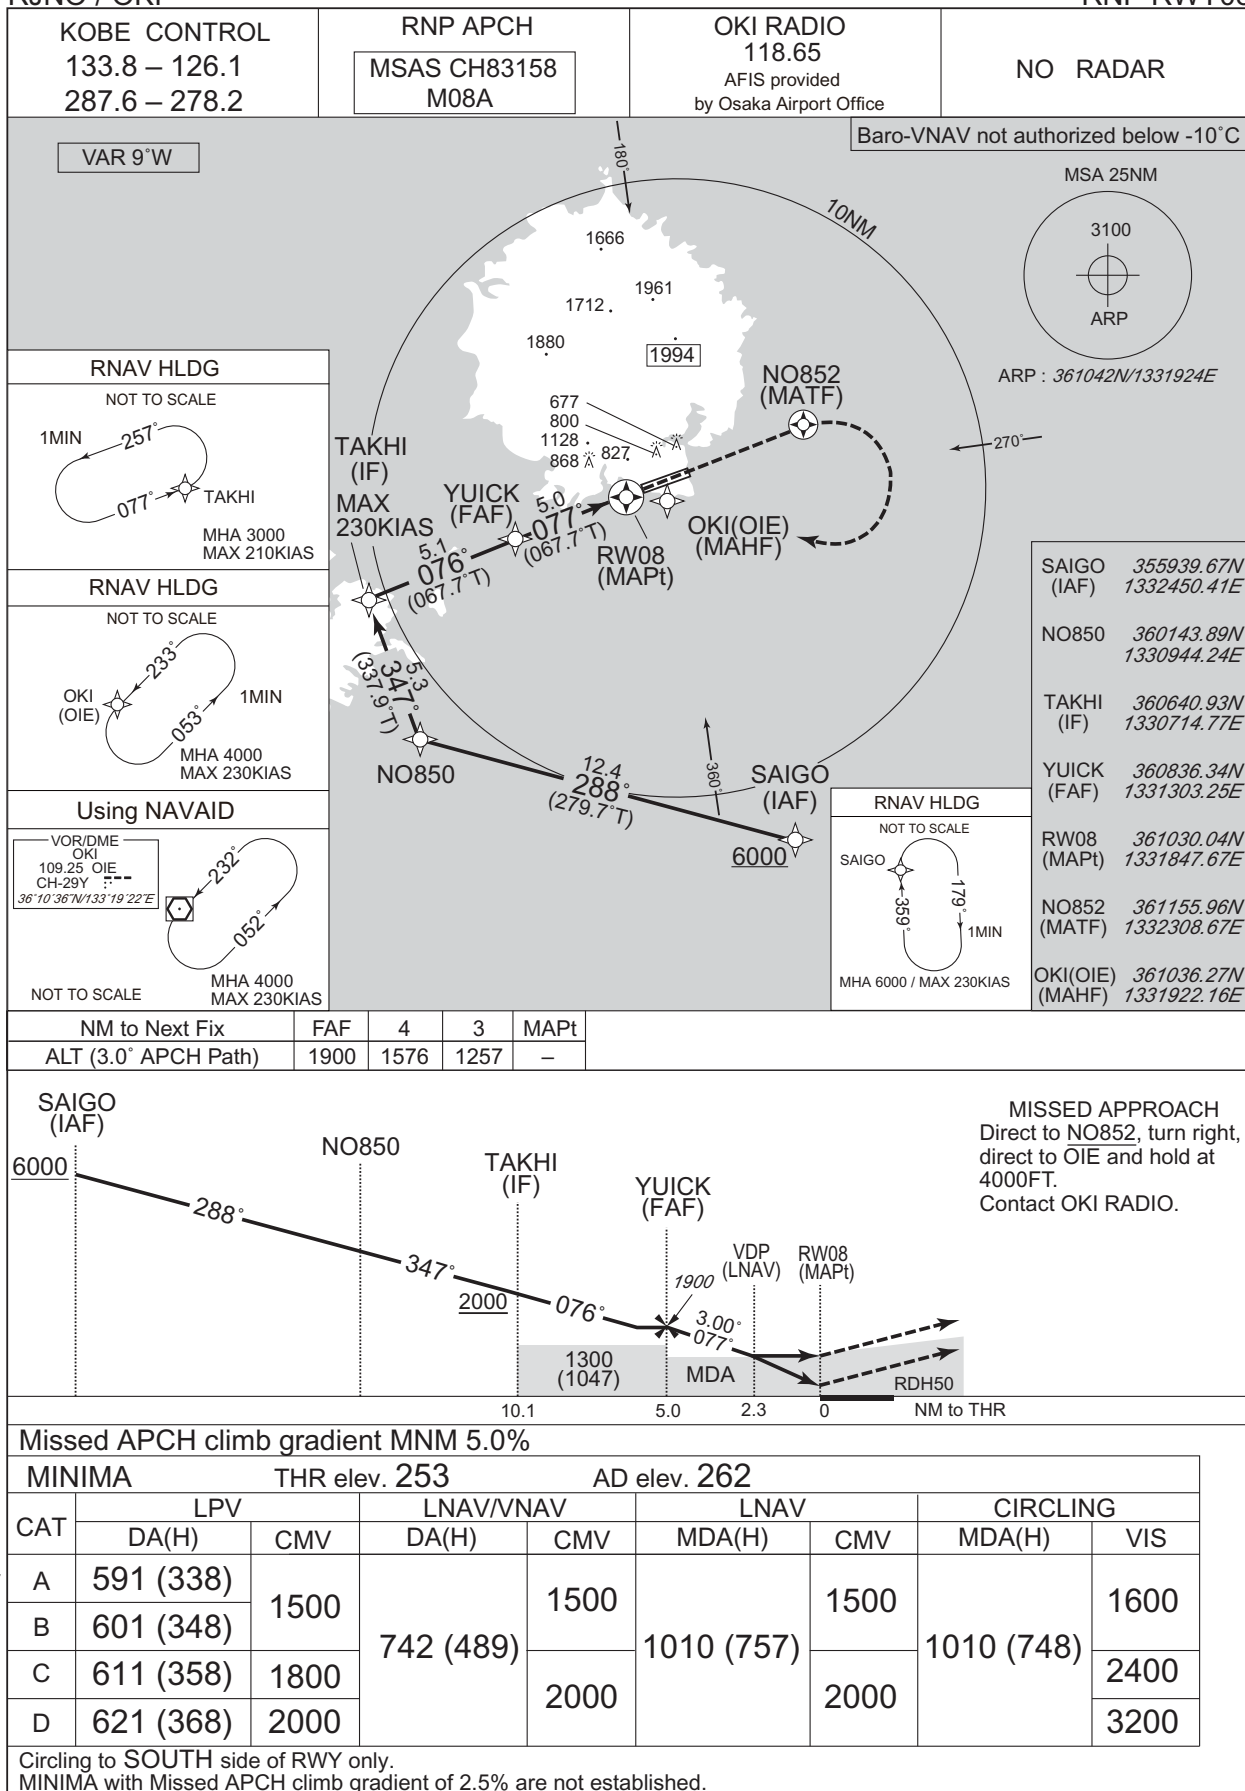 KOBE CONTROL
133.8 – 126.1
287.6 – 278.2
RNP APCH
MSAS CH83158
M08A
OKI RADIO
118.65
AFIS provided
by Osaka Airport Office
NO RADAR
VAR 9°W
Baro-VNAV not authorized below -10°C
MSA 25NM
3100
ARP
ARP : 361042N/1331924E
180°
10NM
270°
360°
1666
1961
1712
1880
1994
677
800
1128
868
827
NO852
(MATF)
TAKHI
(IF)
MAX
230KIAS
YUICK
(FAF)
5.0
077°
(067.7°T)
5.1
076°
(067.7°T)
RW08
(MAPt)
OKI(OIE)
(MAHF)
5.3
347°
(337.9°T)
NO850
12.4
288°
(279.7°T)
SAIGO
(IAF)
6000
RNAV HLDG
NOT TO SCALE
1MIN
257°
077°
TAKHI
MHA 3000
MAX 210KIAS
RNAV HLDG
NOT TO SCALE
233°
OKI
(OIE)
1MIN
053°
MHA 4000
MAX 230KIAS
Using NAVAID
VOR/DME
OKI
109.25 OIE
CH-29Y
36°10'36"N/133°19'22"E
232°
052°
MHA 4000
NOT TO SCALE
MAX 230KIAS
RNAV HLDG
NOT TO SCALE
SAIGO
359°
179°
1MIN
MHA 6000 / MAX 230KIAS
SAIGO 355939.67N
(IAF) 1332450.41E
NO850 360143.89N
1330944.24E
TAKHI 360640.93N
(IF) 1330714.77E
YUICK 360836.34N
(FAF) 1331303.25E
RW08 361030.04N
(MAPt) 1331847.67E
NO852 361155.96N
(MATF) 1332308.67E
OKI(OIE) 361036.27N
(MAHF) 1331922.16E
NM to Next Fix FAF 4 3 MAPt
ALT (3.0° APCH Path) 1900 1576 1257 –
SAIGO
(IAF)
6000
288°
NO850
347°
TAKHI
(IF)
2000
076°
YUICK
(FAF)
1900
3.00°
077°
VDP
(LNAV)
RW08
(MAPt)
1300
(1047)
MDA
RDH50
10.1 5.0 2.3 0 NM to THR
MISSED APPROACH
Direct to NO852, turn right,
direct to OIE and hold at
4000FT.
Contact OKI RADIO.
Missed APCH climb gradient MNM 5.0%
MINIMA THR elev. 253 AD elev. 262
CAT LPV LNAV/VNAV LNAV CIRCLING
DA(H) CMV DA(H) CMV MDA(H) CMV MDA(H) VIS
A 591 (338) 1500 742 (489) 1500 1010 (757) 1500 1010 (748) 1600
B 601 (348)
C 611 (358) 1800 2000 2000 2400
D 621 (368) 2000 3200
Circling to SOUTH side of RWY only.
MINIMA with Missed APCH climb gradient of 2.5% are not established.